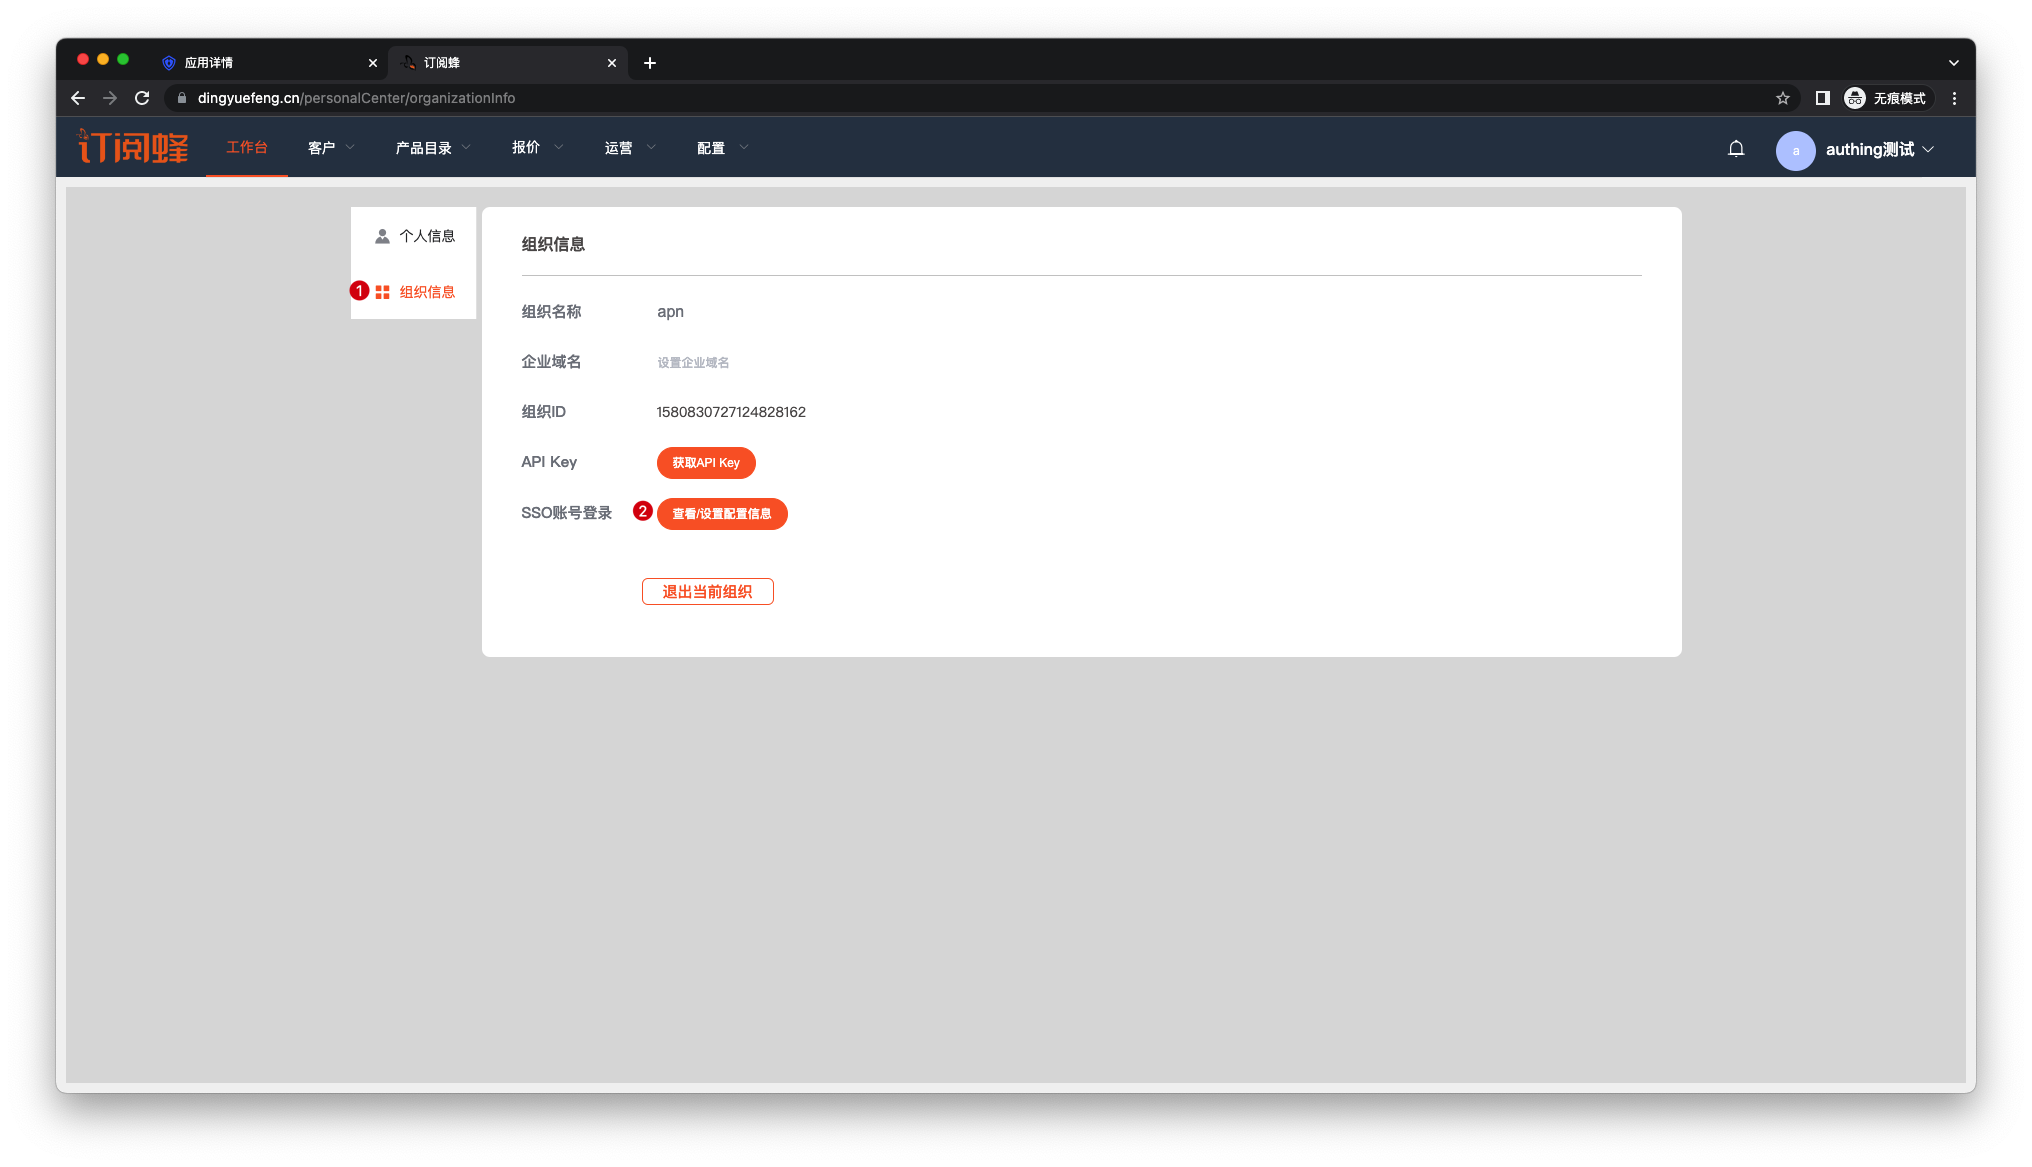 应用详情
订阅蜂
dingyuefeng.cn/personalCenter/organizationInfo
无痕模式
订阅蜂
工作台
客户
产品目录
报价
运营
配置
a
authing测试
个人信息
1
组织信息
组织信息
组织名称
apn
企业域名
设置企业域名
组织ID
1580830727124828162
API Key
获取API Key
SSO账号登录
2
查看/设置配置信息
退出当前组织